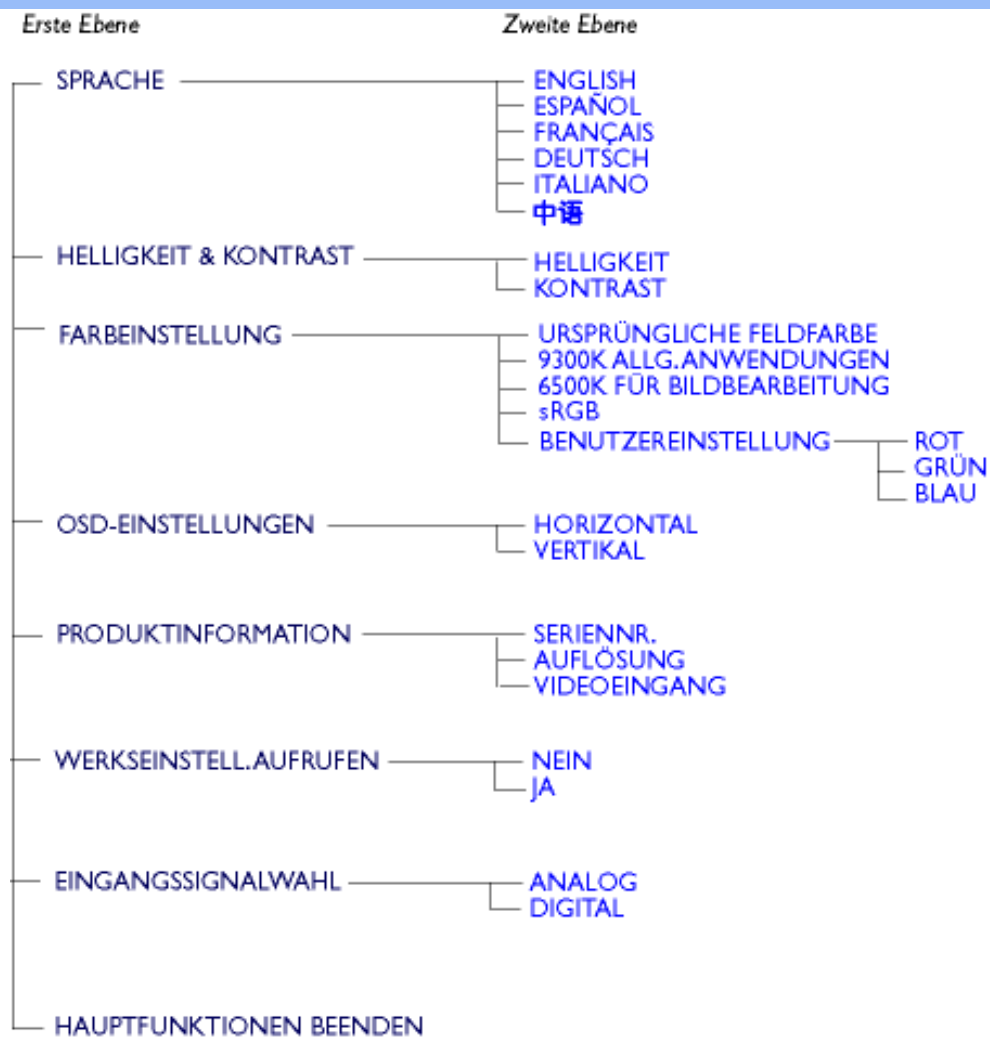 Erste Ebene Zweite Ebene
SPRACHE ENGLISH
ESPAÑOL
FRANÇAIS
DEUTSCH
ITALIANO
中语
HELLIGKEIT & KONTRAST HELLIGKEIT
KONTRAST
FARBEINSTELLUNG URSPRÜNGLICHE FELDFARBE
9300K ALLG.ANWENDUNGEN
6500K FÜR BILDBEARBEITUNG
sRGB
BENUTZEREINSTELLUNG ROT
GRÜN
BLAU
OSD-EINSTELLUNGEN HORIZONTAL
VERTIKAL
PRODUKTINFORMATION SERIENNR.
AUFLÖSUNG
VIDEOEINGANG
WERKSEINSTELL.AUFRUFEN NEIN
JA
EINGANGSSIGNALWAHL ANALOG
DIGITAL
HAUPTFUNKTIONEN BEENDEN